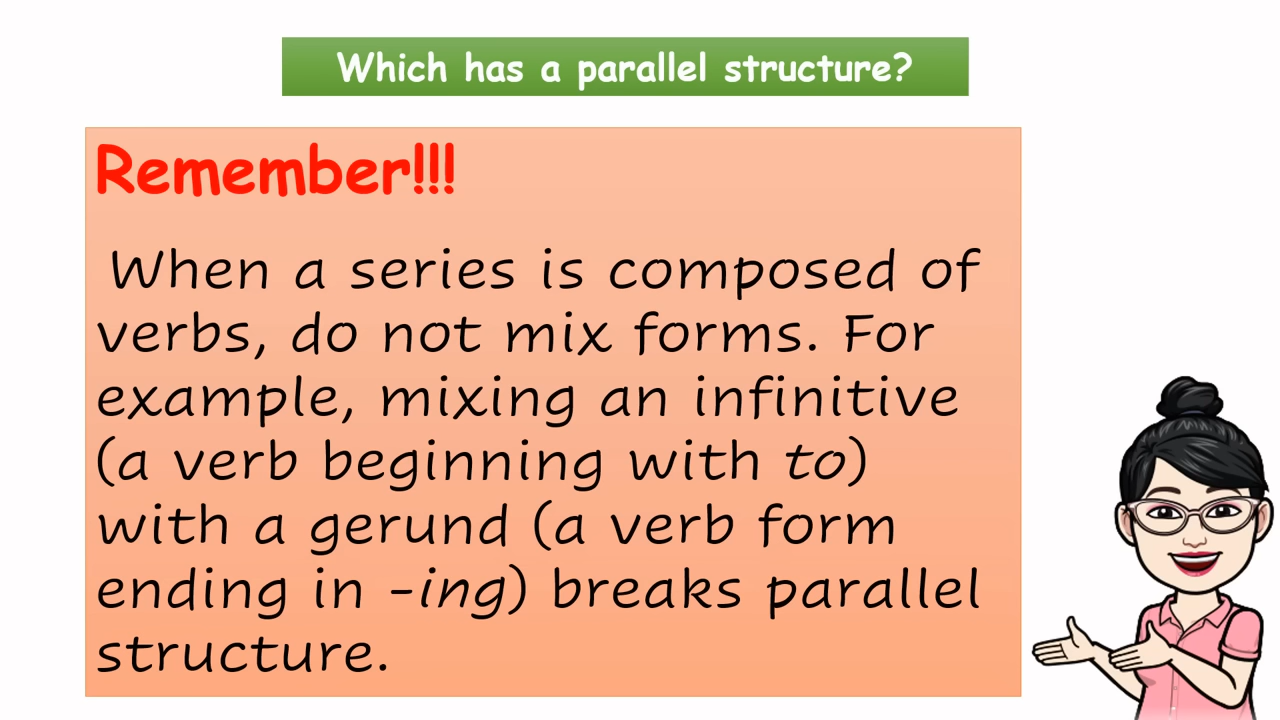 Which has a parallel structure?
Remember!!!
When a series is composed of
verbs, do not mix forms. For
example, mixing an infinitive
(a verb beginning with to)
with a gerund (a verb form
ending in -ing) breaks parallel
structure.